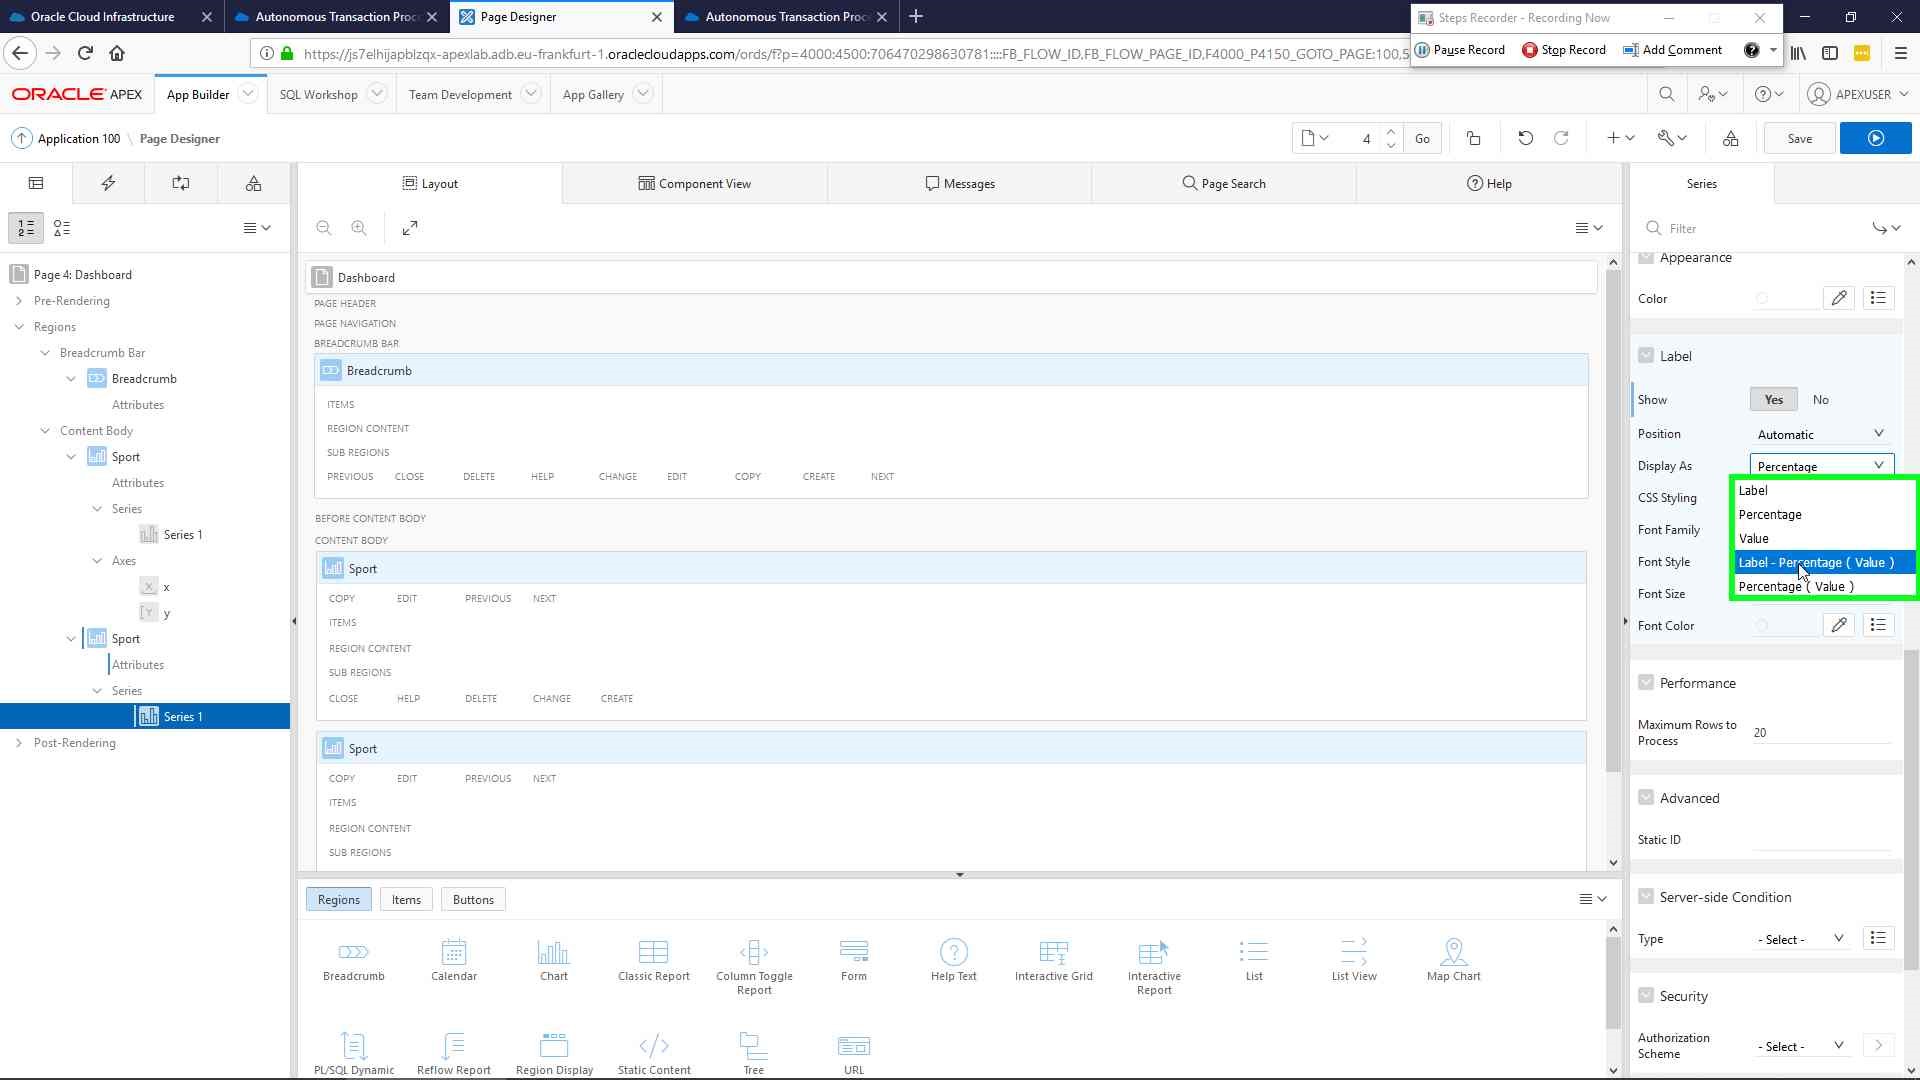 Oracle Cloud Infrastructure
Autonomous Transaction Proc
Page Designer
Autonomous Transaction Proc
Steps Recorder - Recording Now
Pause Record
Stop Record
Add Comment
https://js7elhijapblzqx-apexlab.adb.eu-frankfurt-1.oraclecloudapps.com/ords/f?p=4000:4500:706470298630781::::FB_FLOW_ID,FB_FLOW_PAGE_ID,F4000_P4150_GOTO_PAGE:100,5
ORACLE APEX
App Builder
SQL Workshop
Team Development
App Gallery
APEXUSER
Application 100 \ Page Designer
4
Go
Save
Layout
Component View
Messages
Page Search
Help
Series
Filter
Page 4: Dashboard
Pre-Rendering
Regions
Breadcrumb Bar
Breadcrumb
Attributes
Content Body
Sport
Attributes
Series
Series 1
Axes
x
y
Sport
Attributes
Series
Series 1
Post-Rendering
Dashboard
PAGE HEADER
PAGE NAVIGATION
BREADCRUMB BAR
Breadcrumb
ITEMS
REGION CONTENT
SUB REGIONS
PREVIOUS CLOSE DELETE HELP CHANGE EDIT COPY CREATE NEXT
BEFORE CONTENT BODY
CONTENT BODY
Sport
COPY EDIT PREVIOUS NEXT
ITEMS
REGION CONTENT
SUB REGIONS
CLOSE HELP DELETE CHANGE CREATE
Sport
COPY EDIT PREVIOUS NEXT
ITEMS
REGION CONTENT
SUB REGIONS
Regions
Items
Buttons
Breadcrumb
Calendar
Chart
Classic Report
Column Toggle
Report
Form
Help Text
Interactive Grid
Interactive
Report
List
List View
Map Chart
PL/SQL Dynamic
Reflow Report
Region Display
Static Content
Tree
URL
Appearance
Color
Label
Show Yes No
Position Automatic
Display As Percentage
CSS Styling
Font Family
Font Style
Font Size
Font Color
Label
Percentage
Value
Label - Percentage ( Value )
Percentage ( Value )
Performance
Maximum Rows to
Process
20
Advanced
Static ID
Server-side Condition
Type - Select -
Security
Authorization
Scheme
- Select -